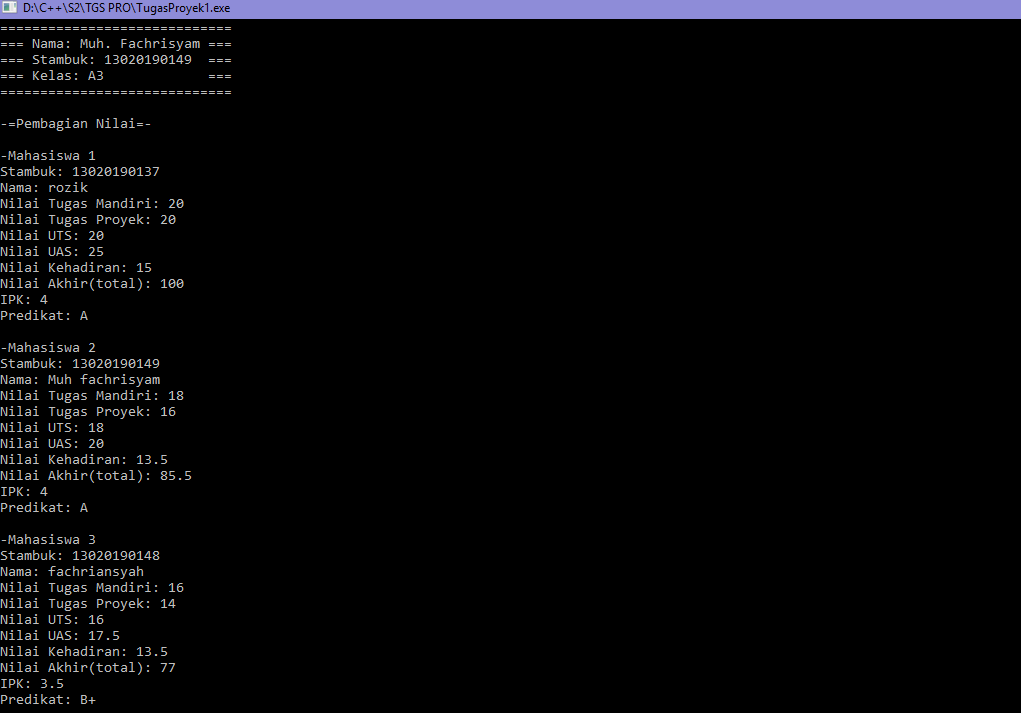 D:\C++\S2\TGS PRO\TugasProyek1.exe
=============================
=== Nama: Muh. Fachrisyam ===
=== Stambuk: 13020190149  ===
=== Kelas: A3             ===
=============================
-=Pembagian Nilai=-
-Mahasiswa 1
Stambuk: 13020190137
Nama: rozik
Nilai Tugas Mandiri: 20
Nilai Tugas Proyek: 20
Nilai UTS: 20
Nilai UAS: 25
Nilai Kehadiran: 15
Nilai Akhir(total): 100
IPK: 4
Predikat: A
-Mahasiswa 2
Stambuk: 13020190149
Nama: Muh fachrisyam
Nilai Tugas Mandiri: 18
Nilai Tugas Proyek: 16
Nilai UTS: 18
Nilai UAS: 20
Nilai Kehadiran: 13.5
Nilai Akhir(total): 85.5
IPK: 4
Predikat: A
-Mahasiswa 3
Stambuk: 13020190148
Nama: fachriansyah
Nilai Tugas Mandiri: 16
Nilai Tugas Proyek: 14
Nilai UTS: 16
Nilai UAS: 17.5
Nilai Kehadiran: 13.5
Nilai Akhir(total): 77
IPK: 3.5
Predikat: B+